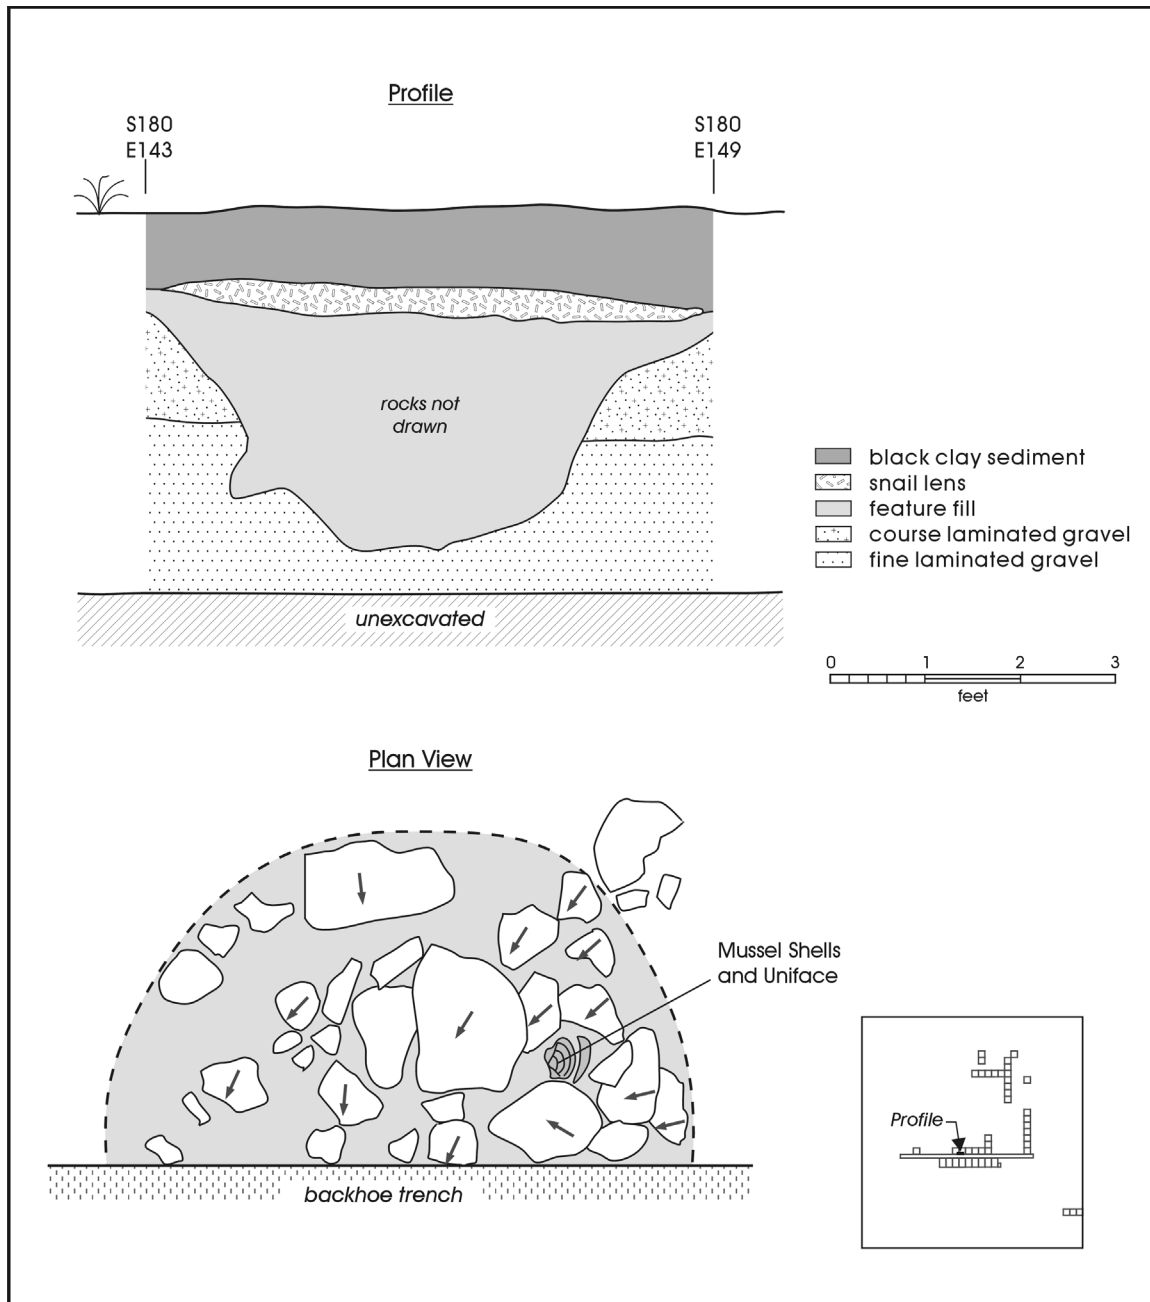 Profile
S180
E143
S180
E149
rocks not
drawn
black clay sediment
snail lens
feature fill
course laminated gravel
fine laminated gravel
unexcavated
0 1 2 3
feet
Plan View
Mussel Shells
and Uniface
Profile
backhoe trench